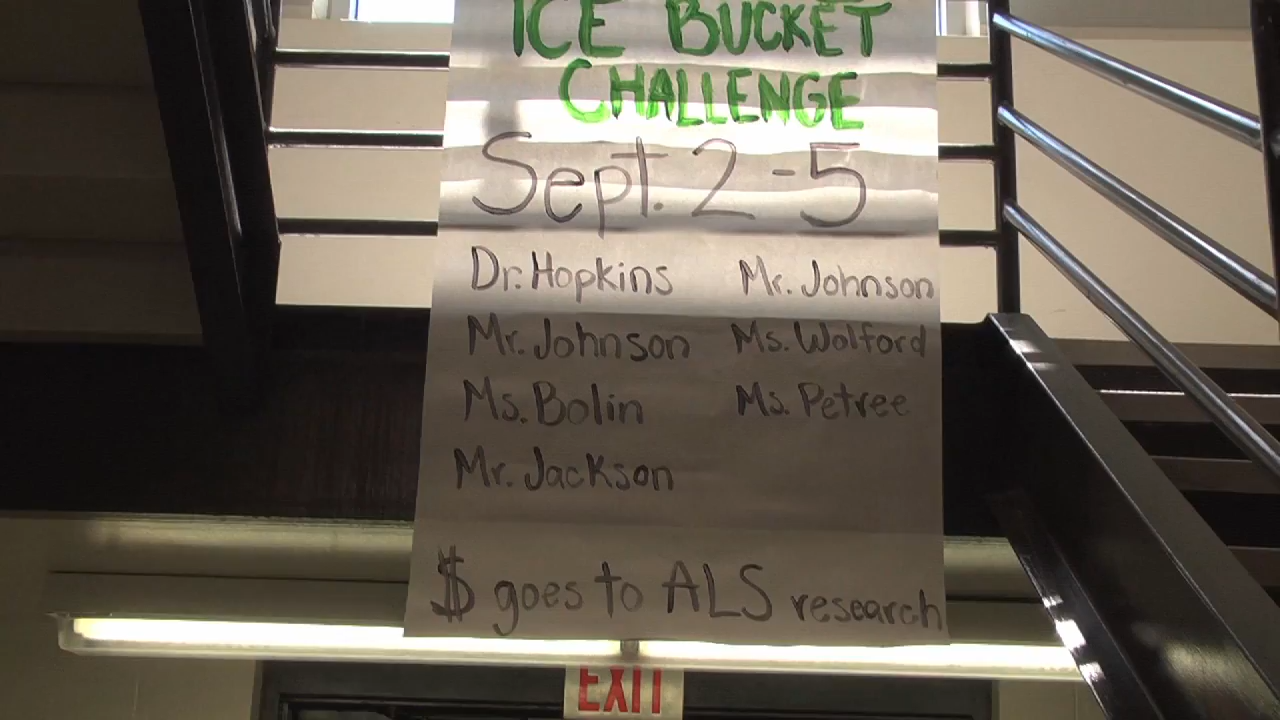 ICE BUCKET
CHALLENGE
Sept. 2-5
Dr. Hopkins Mr. Johnson
Mr. Johnson Ms. Wolford
Ms. Bolin Ms. Petree
Mr. Jackson
$ goes to ALS research
EXIT